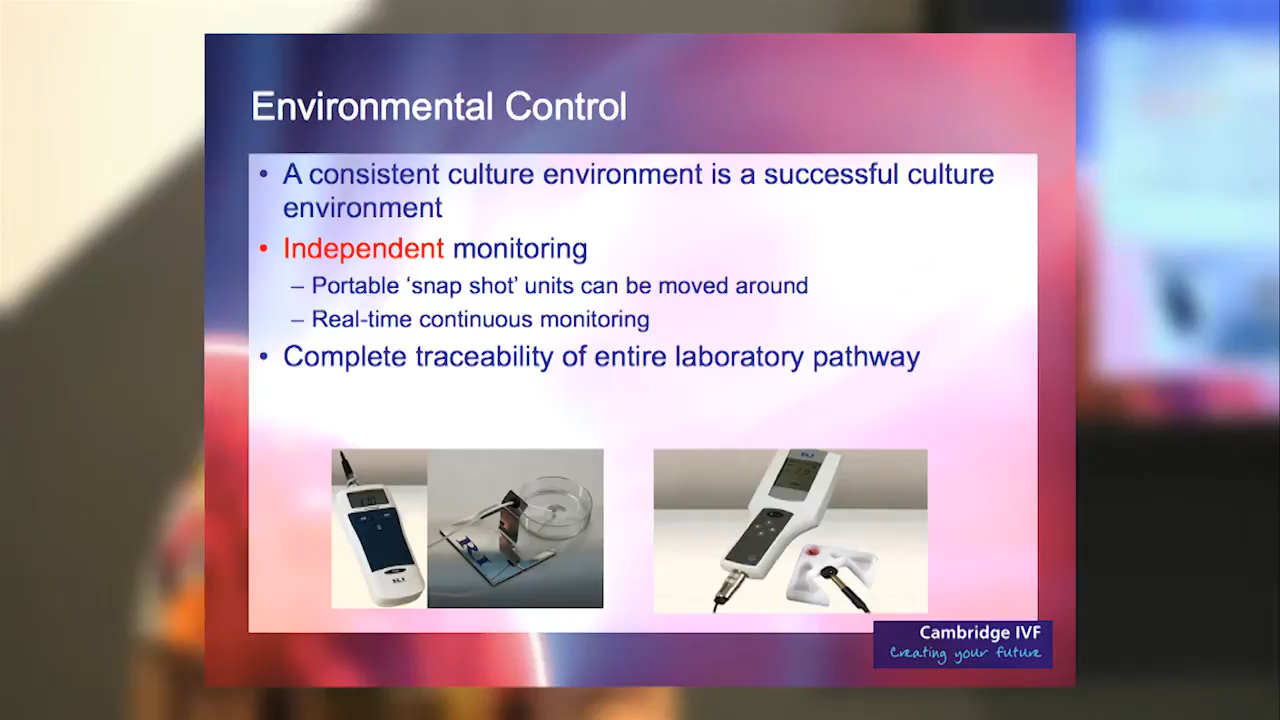 Environmental Control
• A consistent culture environment is a successful culture
environment
• Independent monitoring
– Portable ‘snap shot’ units can be moved around
– Real-time continuous monitoring
• Complete traceability of entire laboratory pathway
RI
Cambridge IVF
Creating your future